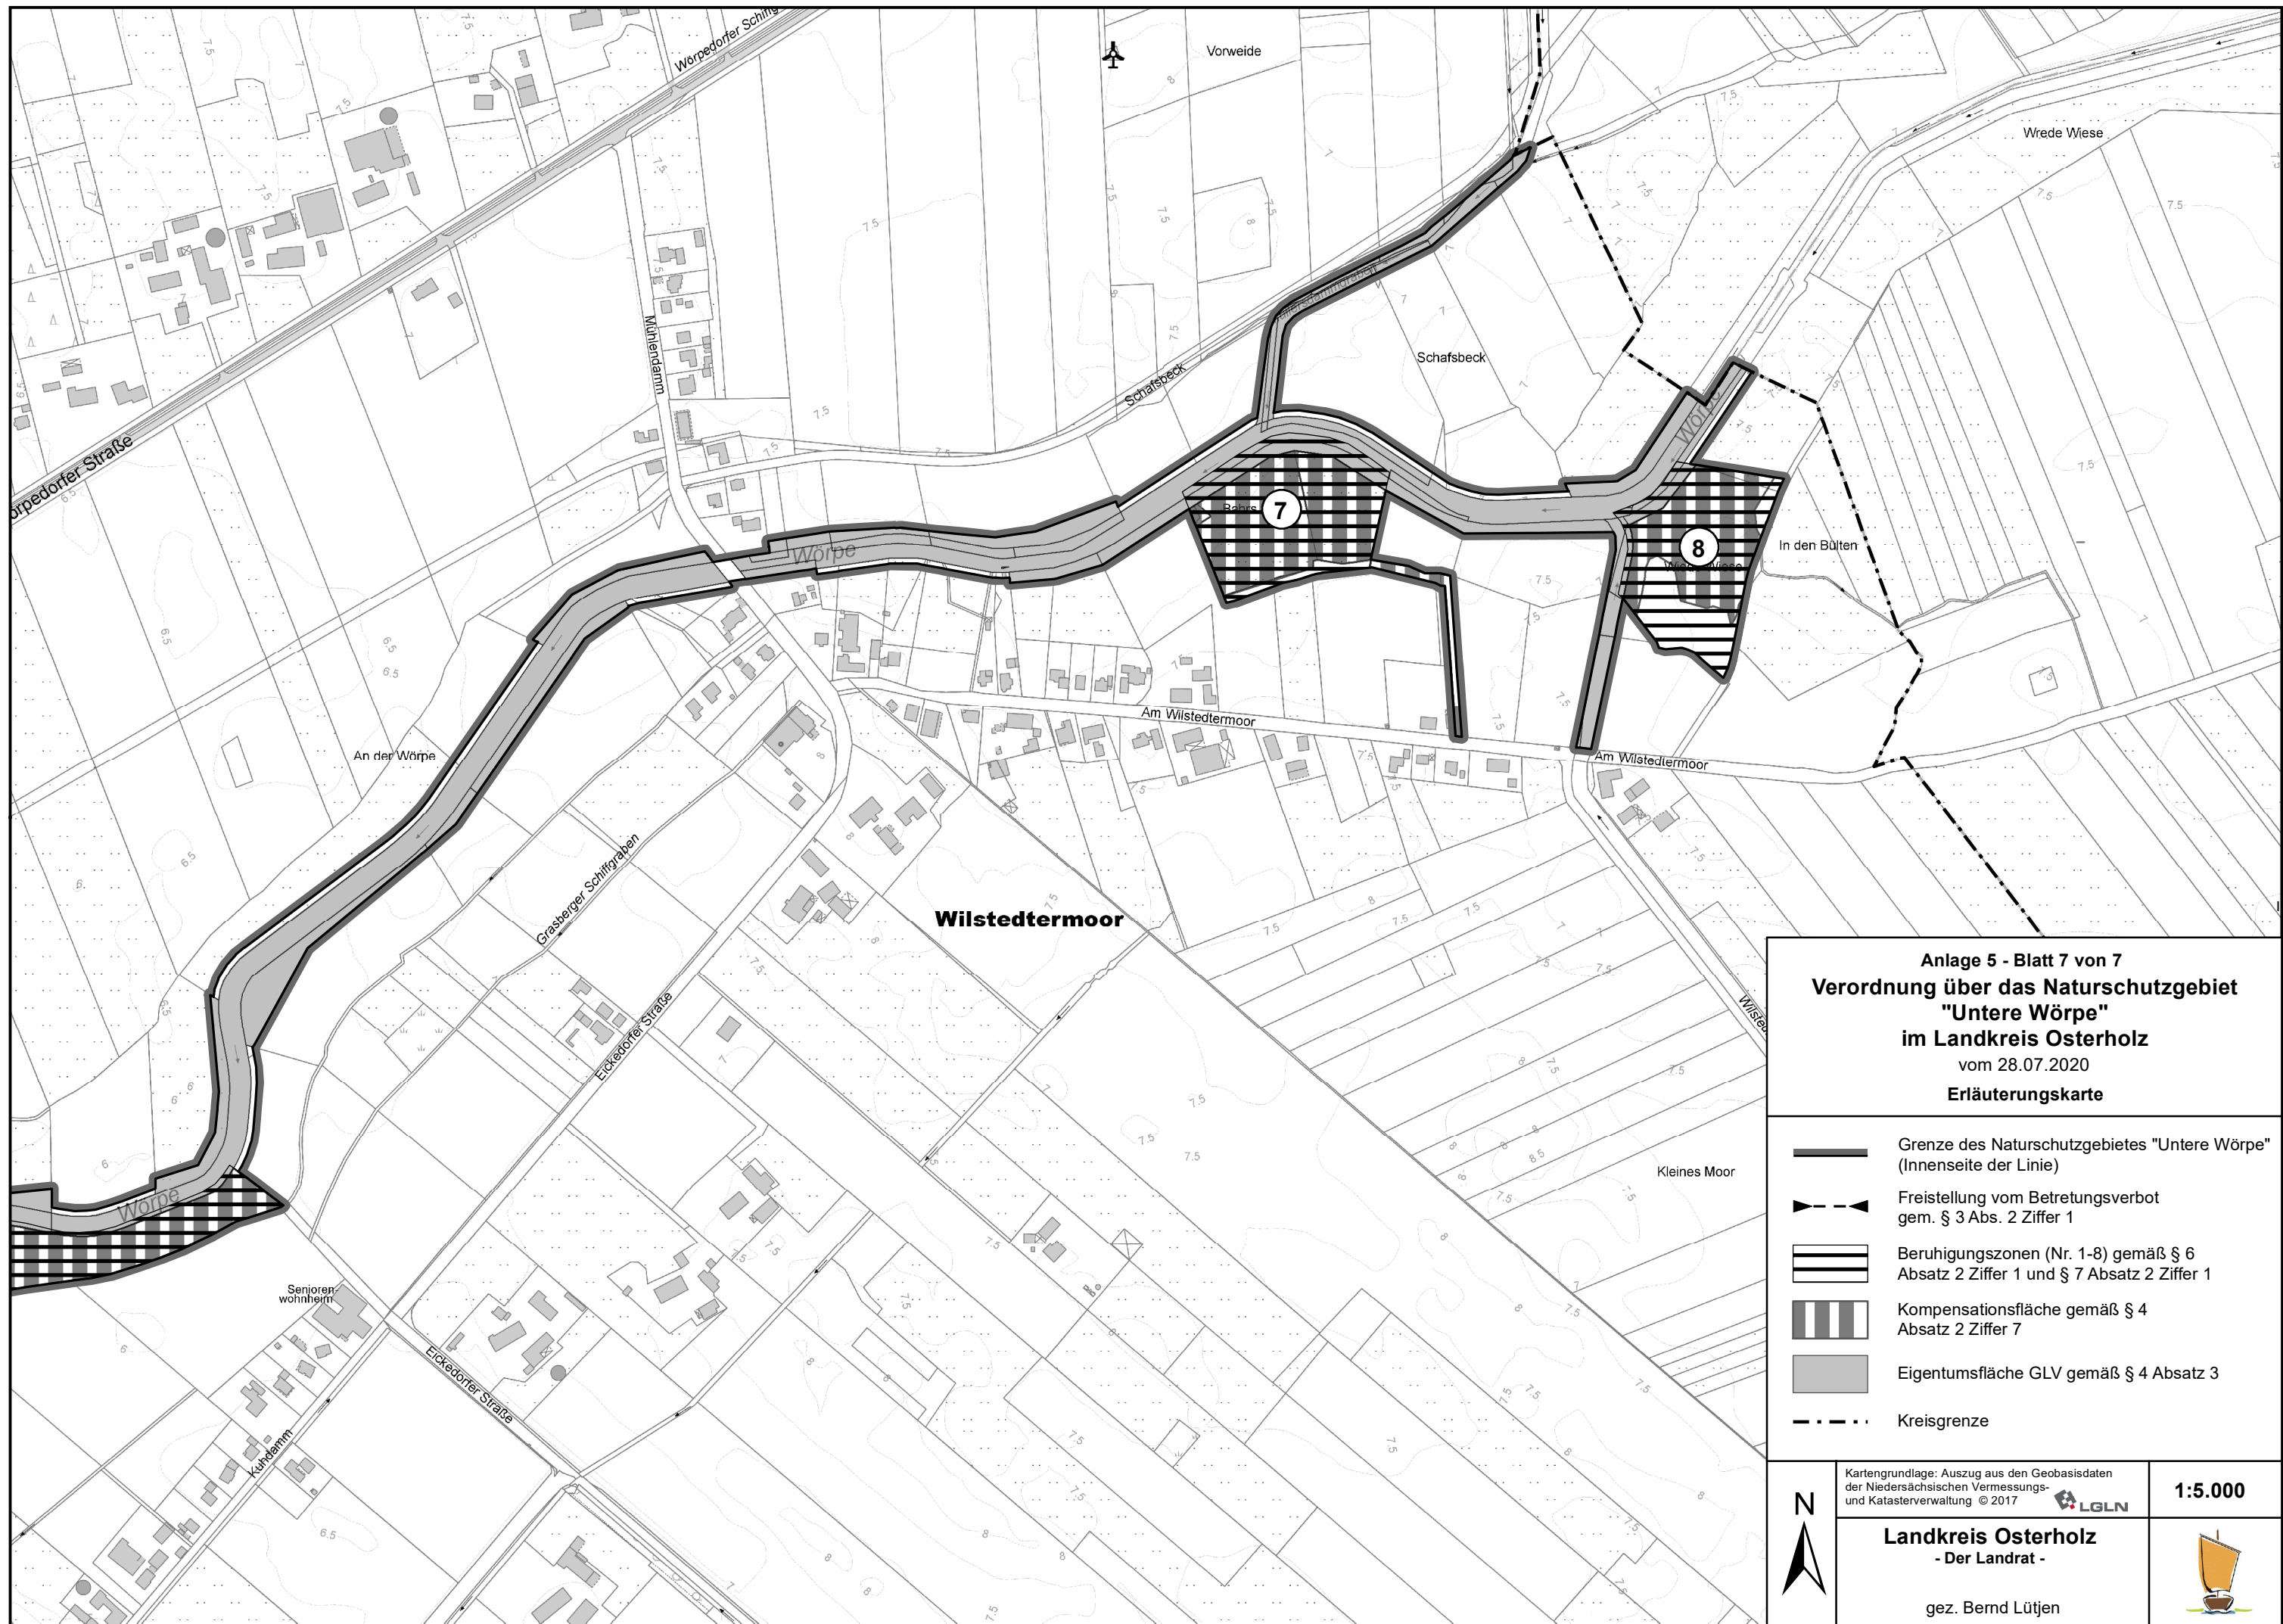 Wörpedorfer Schiffg
Vorweide
Wrede Wiese
Mühlendamm
Schafsbeck
Schafsbeck
Wörpedorfer Straße
Wörpe
Wörpe
7
8
In den Bülten
Am Wilstedtermoor
Am Wilstedtermoor
An der Wörpe
Grasberger Schiffgraben
Wilstedtermoor
Eickedorfer Straße
Wörpe
Kleines Moor
Senioren-
wohnheim
Eickedorfer Straße
Kuhdamm
Anlage 5 - Blatt 7 von 7
Verordnung über das Naturschutzgebiet
"Untere Wörpe"
im Landkreis Osterholz
vom 28.07.2020
Erläuterungskarte
Grenze des Naturschutzgebietes "Untere Wörpe"
(Innenseite der Linie)
Freistellung vom Betretungsverbot
gem. § 3 Abs. 2 Ziffer 1
Beruhigungszonen (Nr. 1-8) gemäß § 6
Absatz 2 Ziffer 1 und § 7 Absatz 2 Ziffer 1
Kompensationsfläche gemäß § 4
Absatz 2 Ziffer 7
Eigentumsfläche GLV gemäß § 4 Absatz 3
Kreisgrenze
N
Kartengrundlage: Auszug aus den Geobasisdaten
der Niedersächsischen Vermessungs-
und Katasterverwaltung © 2017
LGLN
1:5.000
Landkreis Osterholz
- Der Landrat -
gez. Bernd Lütjen